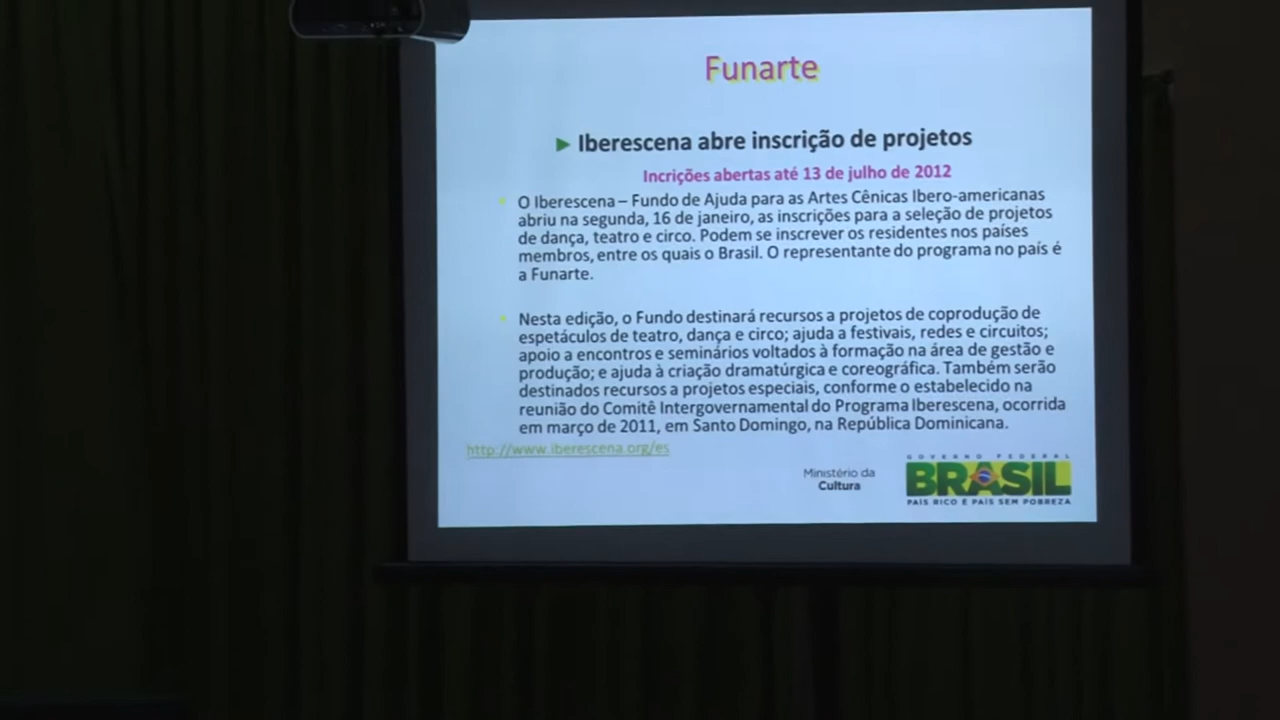 Funarte
► Iberescena abre inscrição de projetos
Incrições abertas até 13 de julho de 2012
O Iberescena – Fundo de Ajuda para as Artes Cênicas Ibero-americanas
abriu na segunda, 16 de janeiro, as inscrições para a seleção de projetos
de dança, teatro e circo. Podem se inscrever os residentes nos países
membros, entre os quais o Brasil. O representante do programa no país é
a Funarte.
Nesta edição, o Fundo destinará recursos a projetos de coprodução de
espetáculos de teatro, dança e circo; ajuda a festivais, redes e circuitos;
apoio a encontros e seminários voltados à formação na área de gestão e
produção; e ajuda à criação dramatúrgica e coreográfica. Também serão
destinados recursos a projetos especiais, conforme o estabelecido na
reunião do Comitê Intergovernamental do Programa Iberescena, ocorrida
em março de 2011, em Santo Domingo, na República Dominicana.
http://www.iberescena.org/es
Ministério da
Cultura
GOVERNO FEDERAL
BRASIL
PAÍS RICO É PAÍS SEM POBREZA